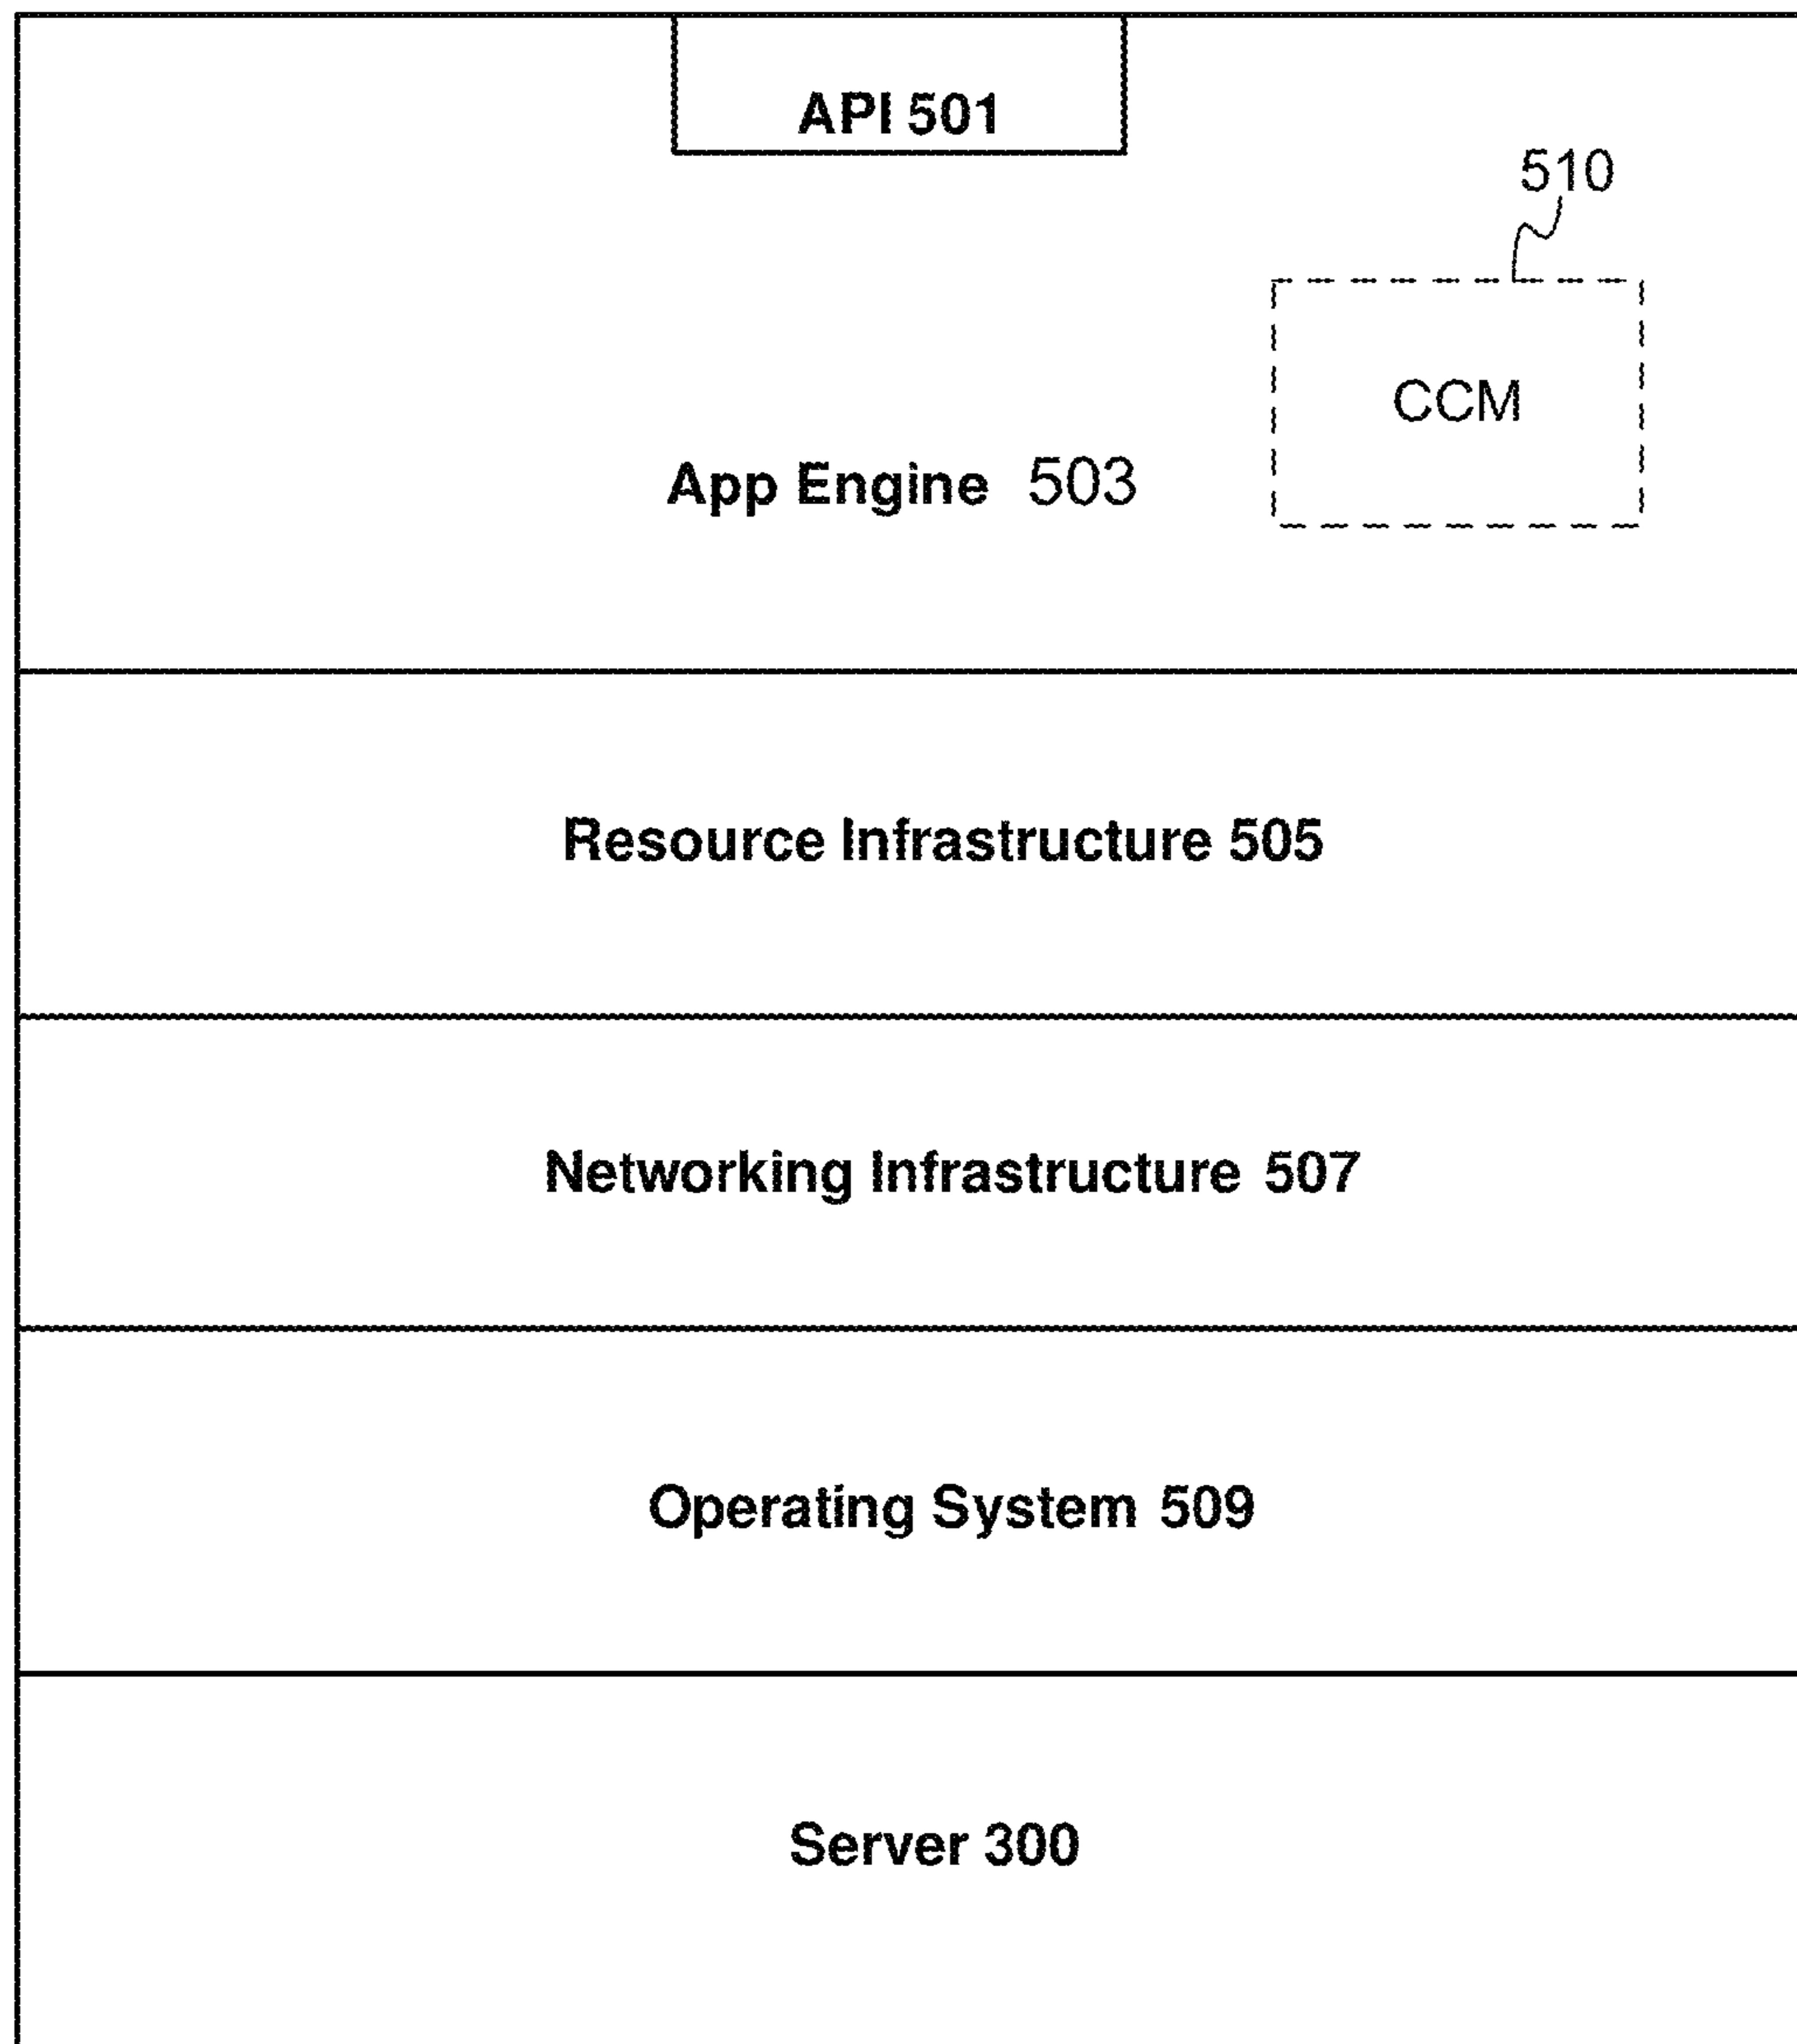 API 501
510
CCM
App Engine 503
Resource Infrastructure 505
Networking Infrastructure 507
Operating System 509
Server 300